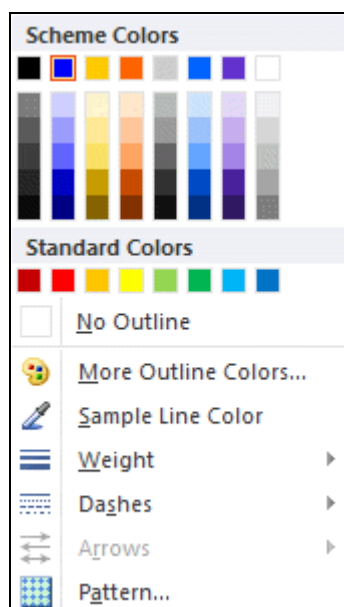 Scheme Colors
Standard Colors
No Outline
More Outline Colors...
Sample Line Color
Weight
Dashes
Arrows
Pattern...